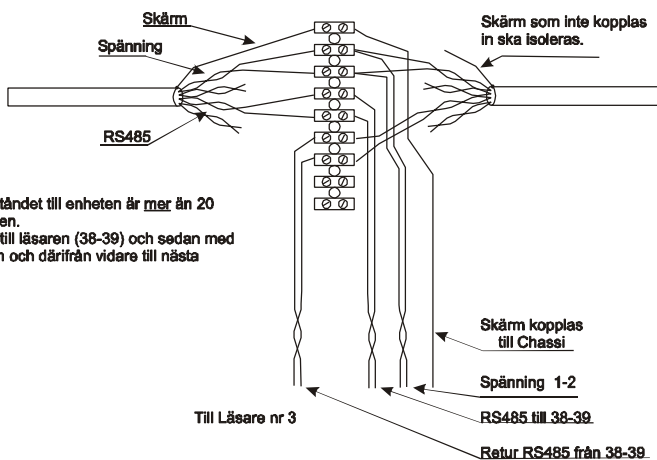 Skärm
Spänning
RS485
Skärm som inte kopplas
in ska isoleras.
tåndet till enheten är mer än 20
en.
till läsaren (38-39) och sedan med
och därifrån vidare till nästa
Skärm kopplas
till Chassi
Spänning 1-2
RS485 till 38-39
Retur RS485 från 38-39
Till Läsare nr 3